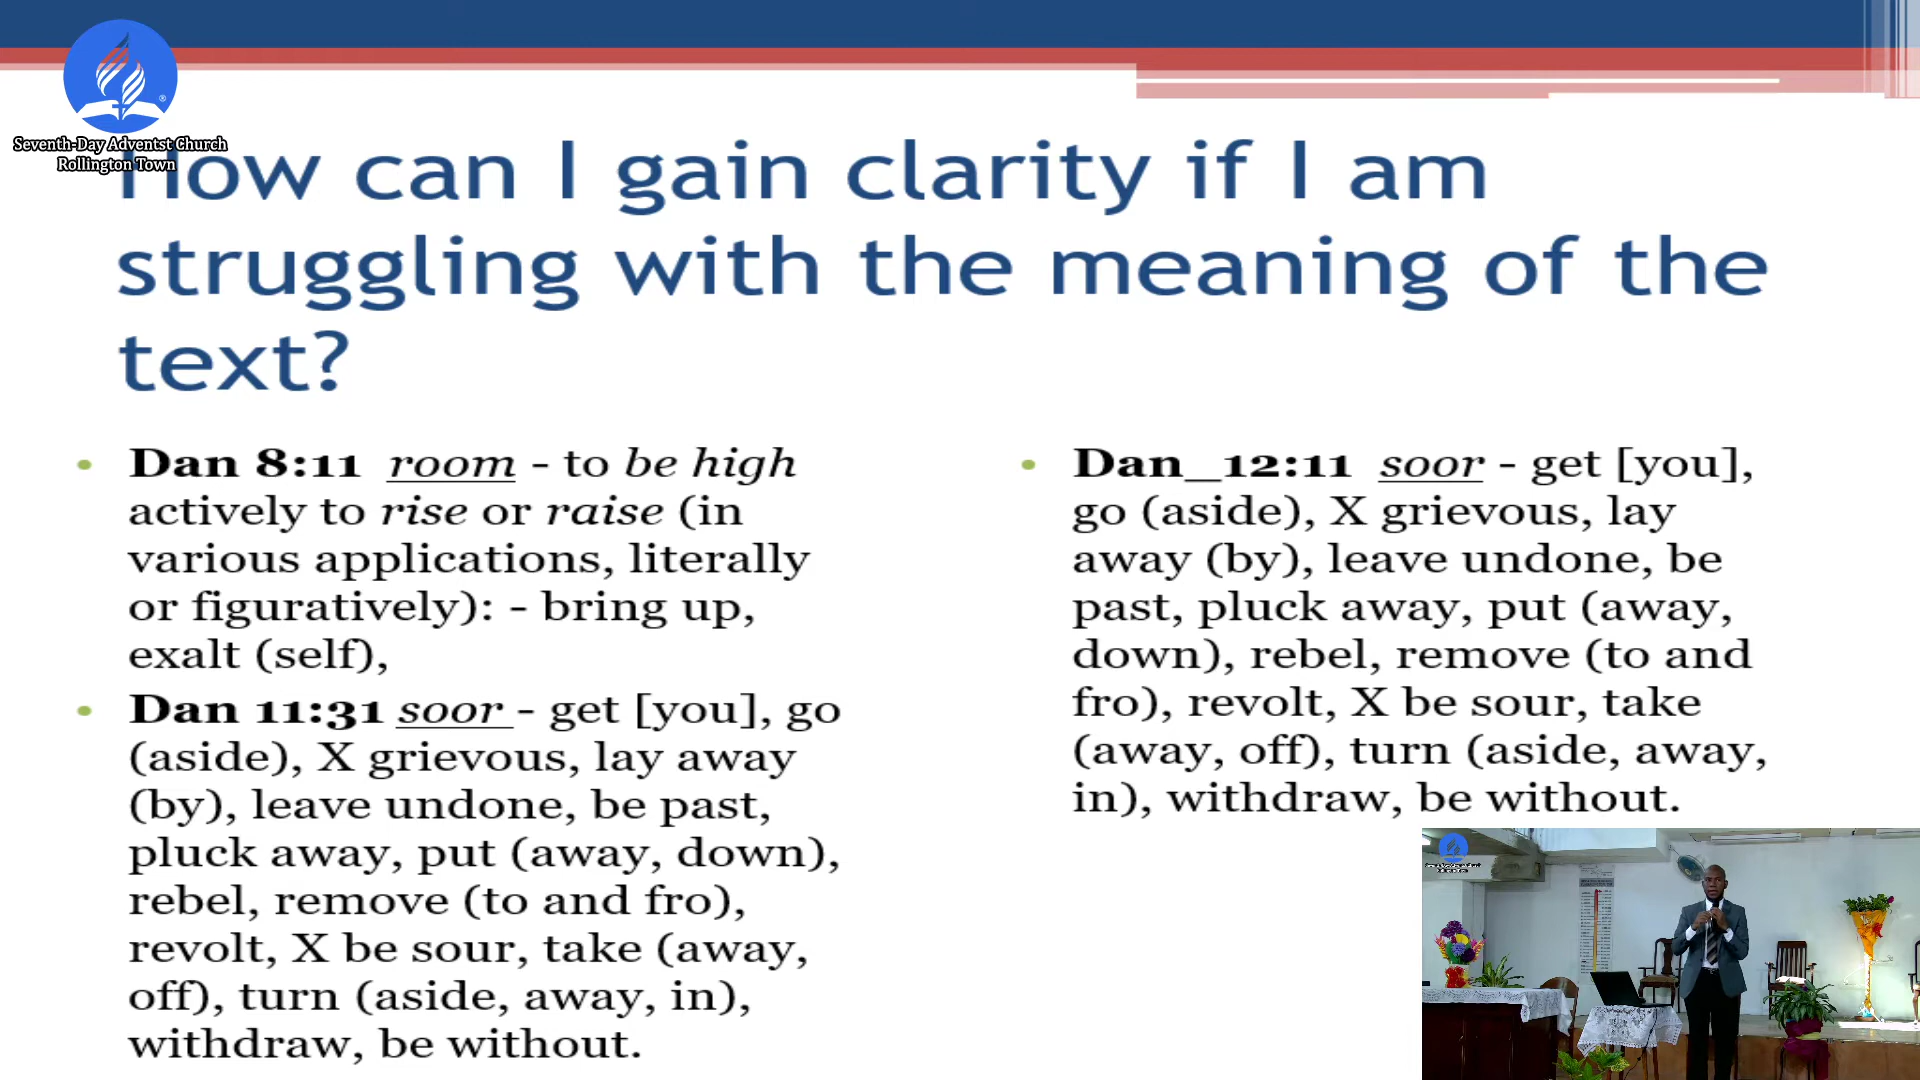 Seventh-Day Adventst Church
Rollington Town
How can I gain clarity if I am
struggling with the meaning of the
text?
• Dan 8:11 room - to be high
actively to rise or raise (in
various applications, literally
or figuratively): - bring up,
exalt (self),
• Dan 11:31 soor - get [you], go
(aside), X grievous, lay away
(by), leave undone, be past,
pluck away, put (away, down),
rebel, remove (to and fro),
revolt, X be sour, take (away,
off), turn (aside, away, in),
withdraw, be without.
• Dan_12:11 soor - get [you],
go (aside), X grievous, lay
away (by), leave undone, be
past, pluck away, put (away,
down), rebel, remove (to and
fro), revolt, X be sour, take
(away, off), turn (aside, away,
in), withdraw, be without.